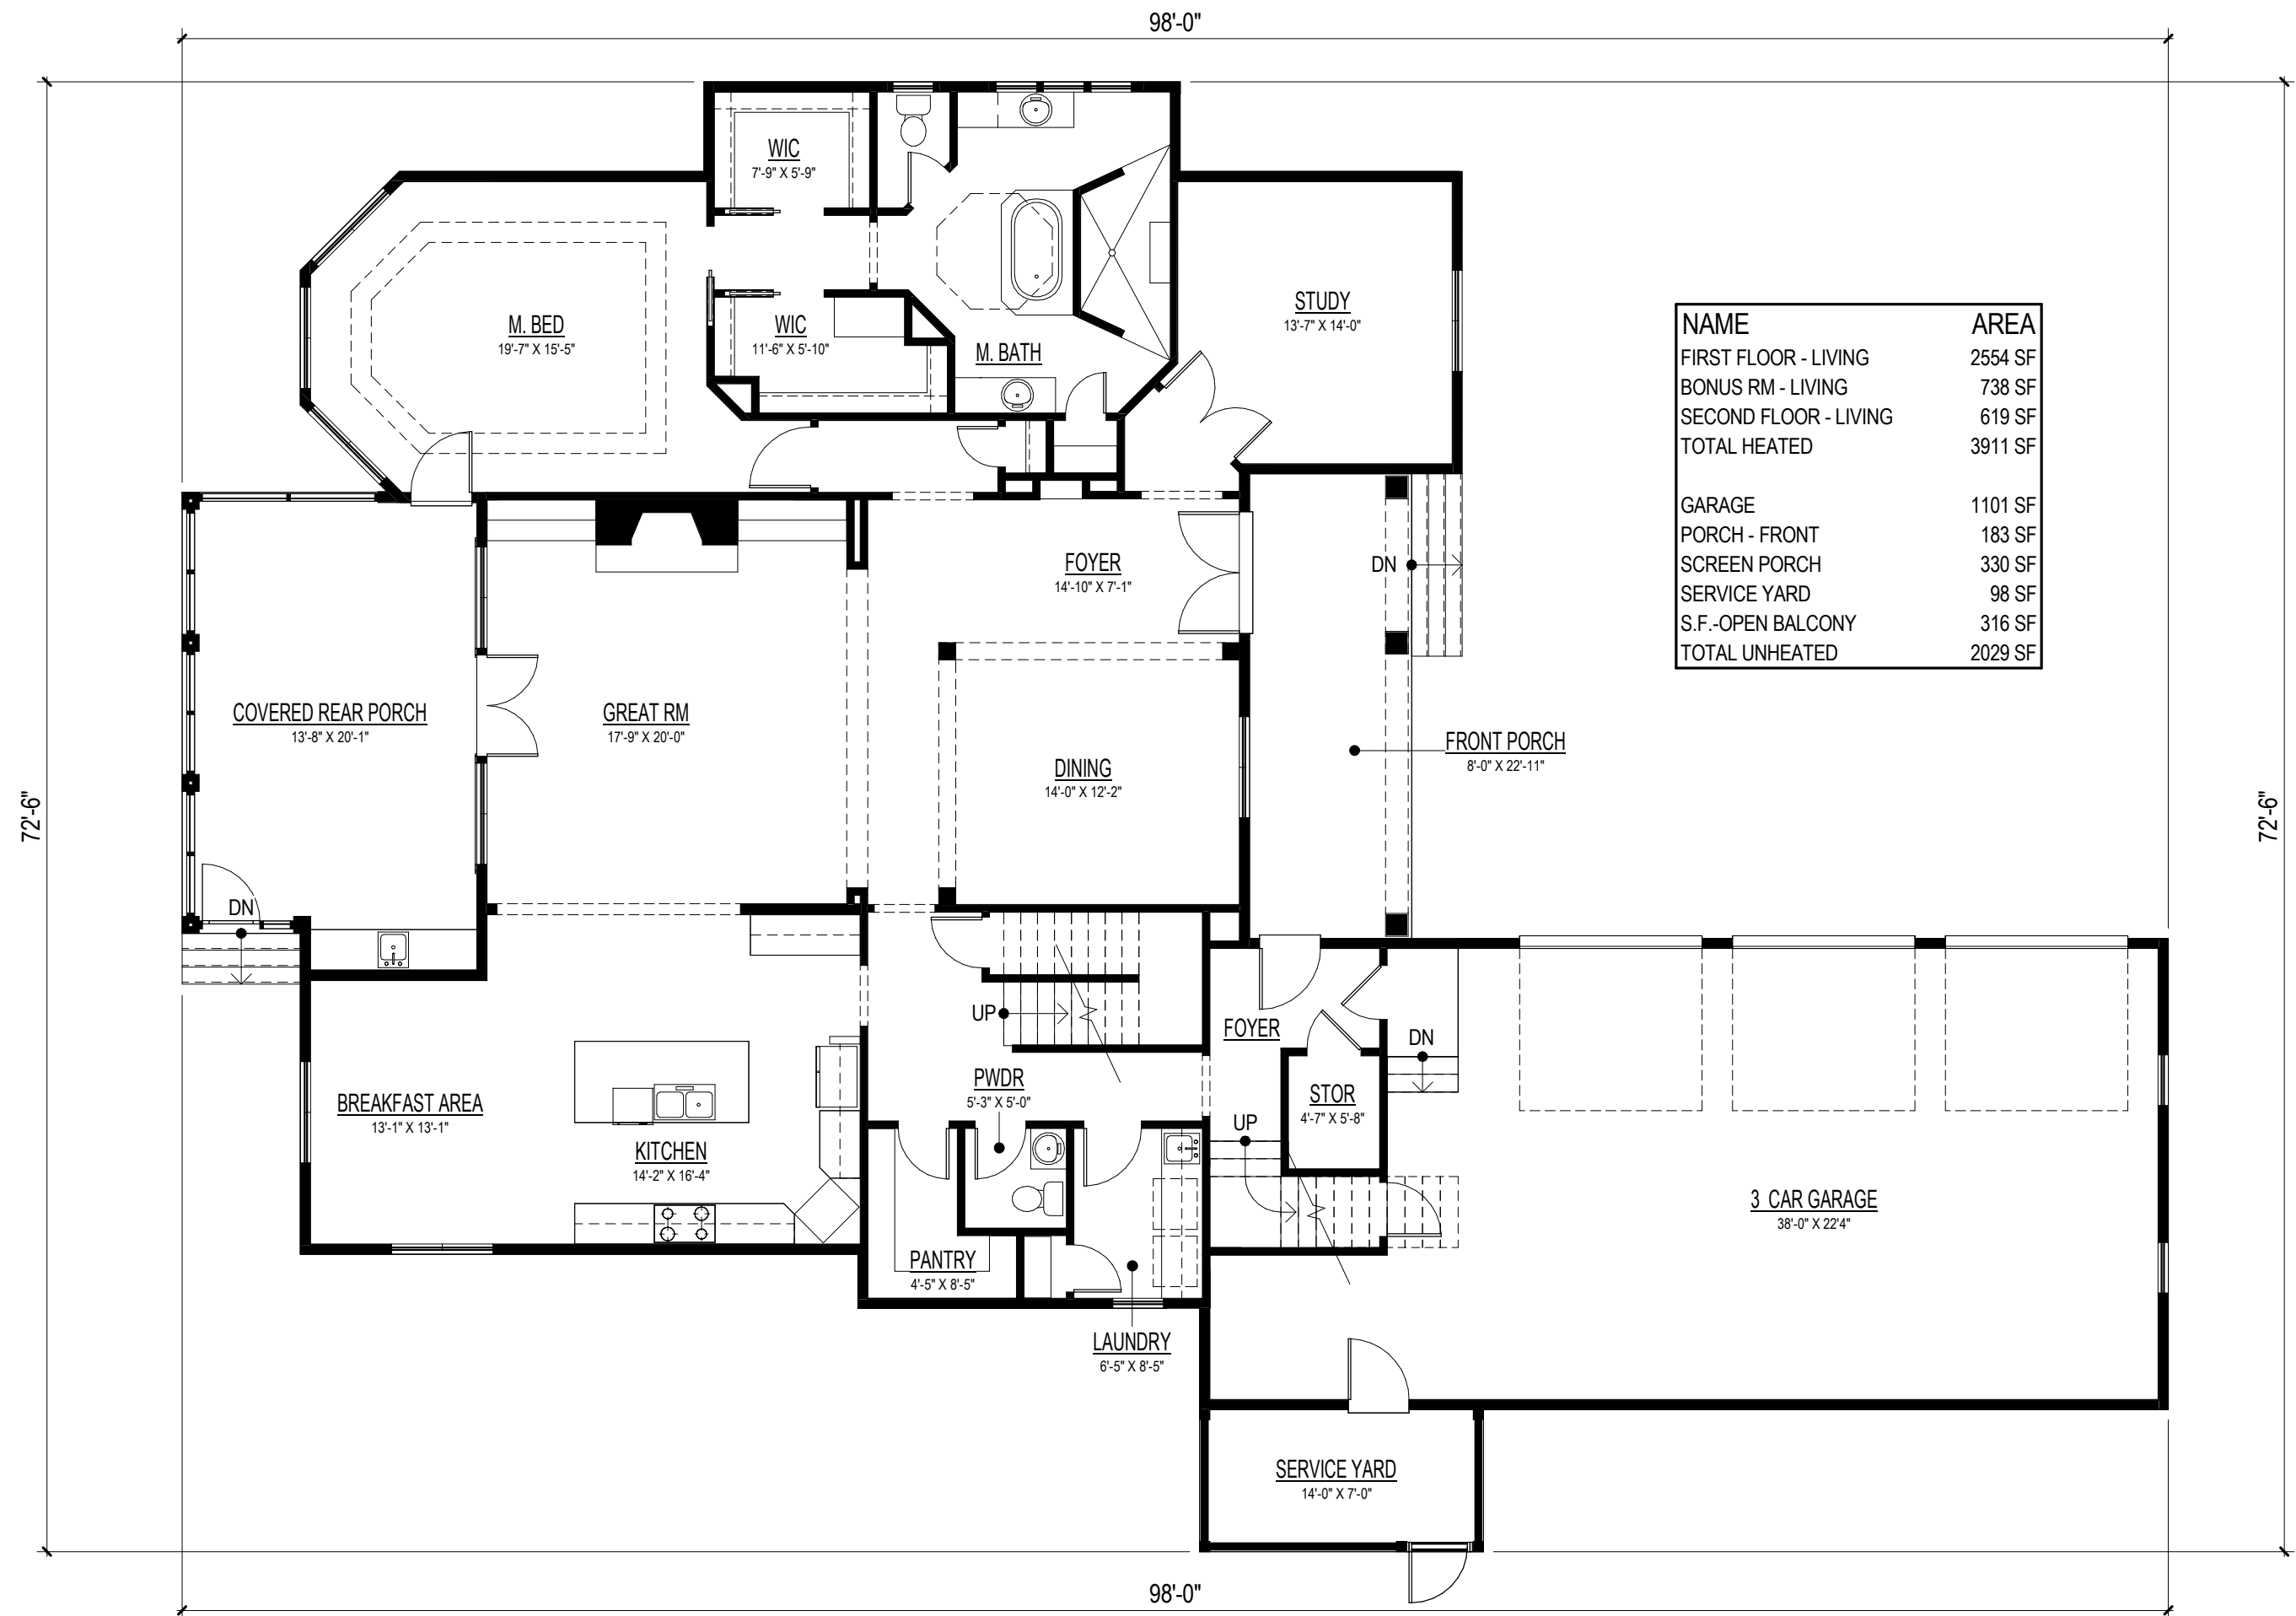 98'-0"
WIC
7'-9" X 5'-9"
M. BED
19'-7" X 15'-5"
WIC
11'-6" X 5'-10"
M. BATH
STUDY
13'-7" X 14'-0"
NAME AREA
FIRST FLOOR - LIVING 2554 SF
BONUS RM - LIVING 738 SF
SECOND FLOOR - LIVING 619 SF
TOTAL HEATED 3911 SF
GARAGE 1101 SF
PORCH - FRONT 183 SF
SCREEN PORCH 330 SF
SERVICE YARD 98 SF
S.F.-OPEN BALCONY 316 SF
TOTAL UNHEATED 2029 SF
FOYER
14'-10" X 7'-1"
DN
COVERED REAR PORCH
13'-8" X 20'-1"
GREAT RM
17'-9" X 20'-0"
FRONT PORCH
8'-0" X 22'-11"
DINING
14'-0" X 12'-2"
72'-6"
72'-6"
DN
UP
FOYER
DN
PWDR
5'-3" X 5'-0"
STOR
4'-7" X 5'-8"
BREAKFAST AREA
13'-1" X 13'-1"
UP
KITCHEN
14'-2" X 16'-4"
3 CAR GARAGE
38'-0" X 22'4"
PANTRY
4'-5" X 8'-5"
LAUNDRY
6'-5" X 8'-5"
SERVICE YARD
14'-0" X 7'-0"
98'-0"